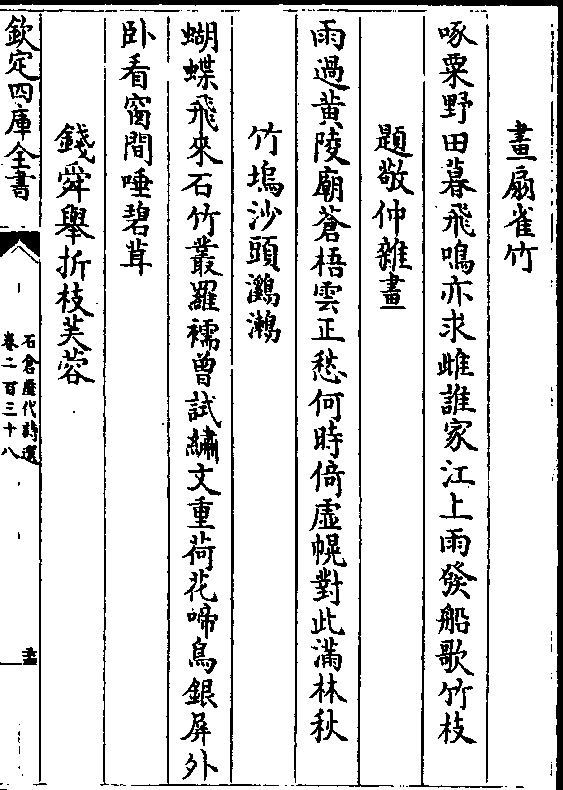 畫扇雀竹
啄粟野田暮飛鳴亦求雌誰家江上雨發船歌竹枝
題敬仲雜畫
雨過黄陵廟蒼梧雲正愁何時倚虛幌對此滿林秋
竹塢沙頭鸂鶒
蝴蝶飛來石竹叢羅襦曾試繡文重荷花啼鳥銀屏外
卧看窗間唾碧茸
錢舜舉折枝芙蓉
欽定四庫全書
石倉歴代詩選
卷二百三十八